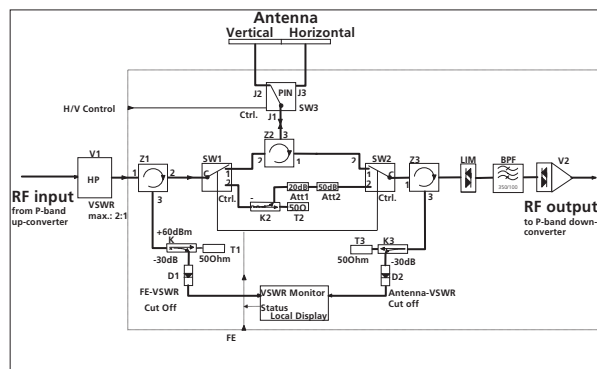 Antenna
Vertical Horizontal
J2 PIN J3
H/V Control
Ctrl. J1 SW3
V1
HP
VSWR
max.: 2:1
RF input
from P-band
up-converter
Z1
1 2
3
SW1
C 1
2
Ctrl.
Z2
3
2 1
SW2
1 C
2
Ctrl.
20dB 50dB
Att1 Att2
K2
50Ω
T2
Z3
1 2
3
LIM
BPF
350/100
V2
RF output
to P-band down-
converter
+60dBm
K
-30dB
T1
50Ohm
D1
FE-VSWR
Cut Off
T3
50Ohm
K3
-30dB
D2
Antenna-VSWR
Cut off
VSWR Monitor
Status
Local Display
FE